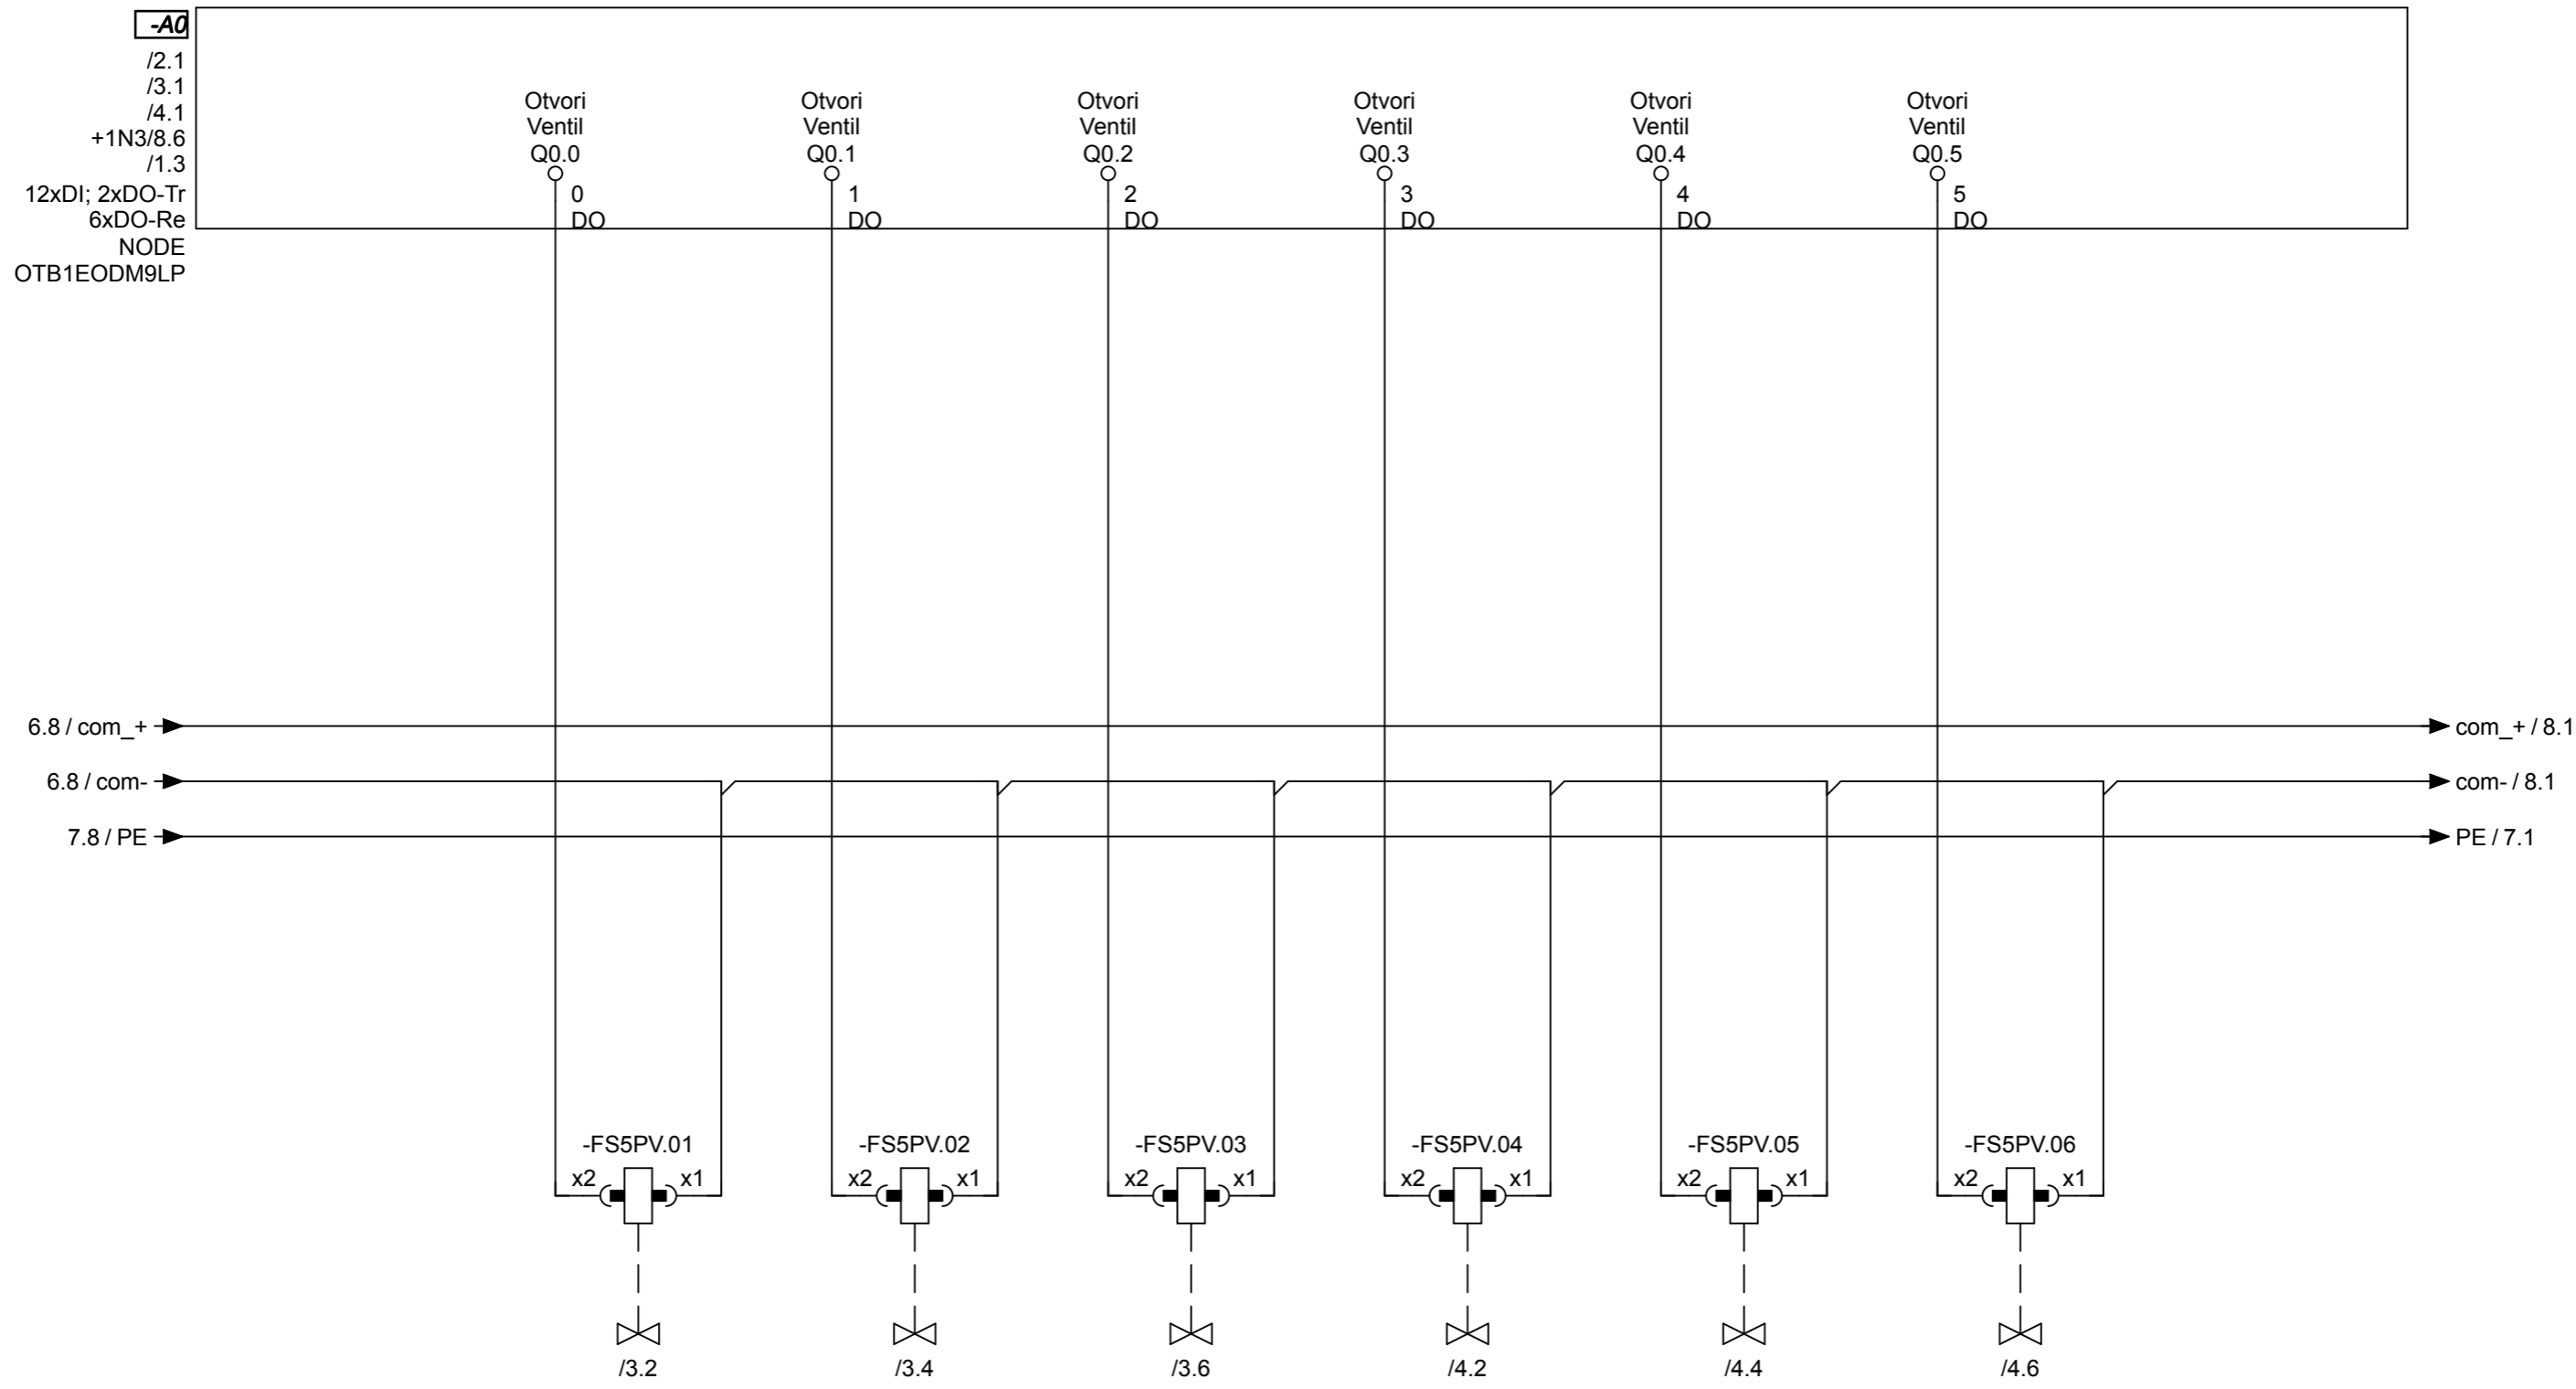 -A0
/2.1
/3.1
/4.1
+1N3/8.6
/1.3
12xDI; 2xDO-Tr
6xDO-Re
NODE
OTB1EODM9LP
Otvori
Ventil
Q0.0
0
DO
Otvori
Ventil
Q0.1
1
DO
Otvori
Ventil
Q0.2
2
DO
Otvori
Ventil
Q0.3
3
DO
Otvori
Ventil
Q0.4
4
DO
Otvori
Ventil
Q0.5
5
DO
6.8 / com_+
com_+ / 8.1
6.8 / com-
com- / 8.1
7.8 / PE
PE / 7.1
-FS5PV.01
x2 x1
/3.2
-FS5PV.02
x2 x1
/3.4
-FS5PV.03
x2 x1
/3.6
-FS5PV.04
x2 x1
/4.2
-FS5PV.05
x2 x1
/4.4
-FS5PV.06
x2 x1
/4.6